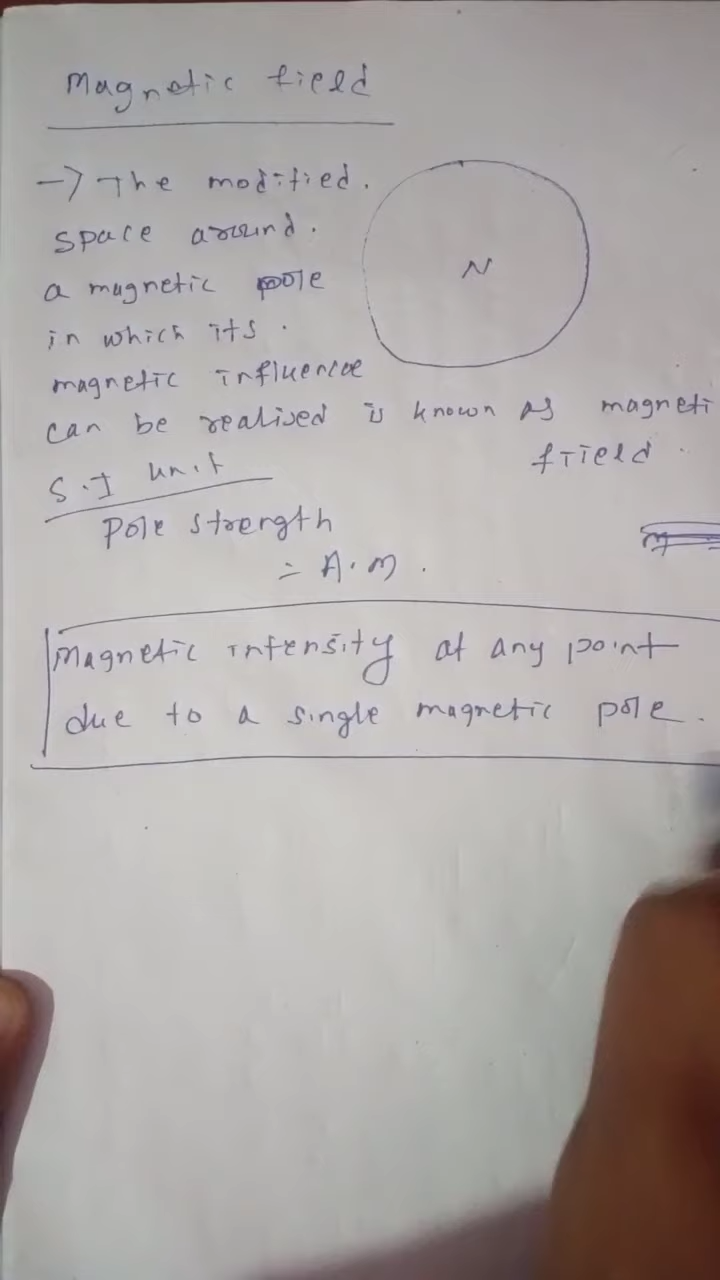 Magnetic field
→ The modified.
space around.
a magnetic pole
N
in which its.
magnetic influence
can be realised is known as magneti
field.
S.I unit
Pole strength
= A.m.
Magnetic intensity at any point
due to a single magnetic pole.